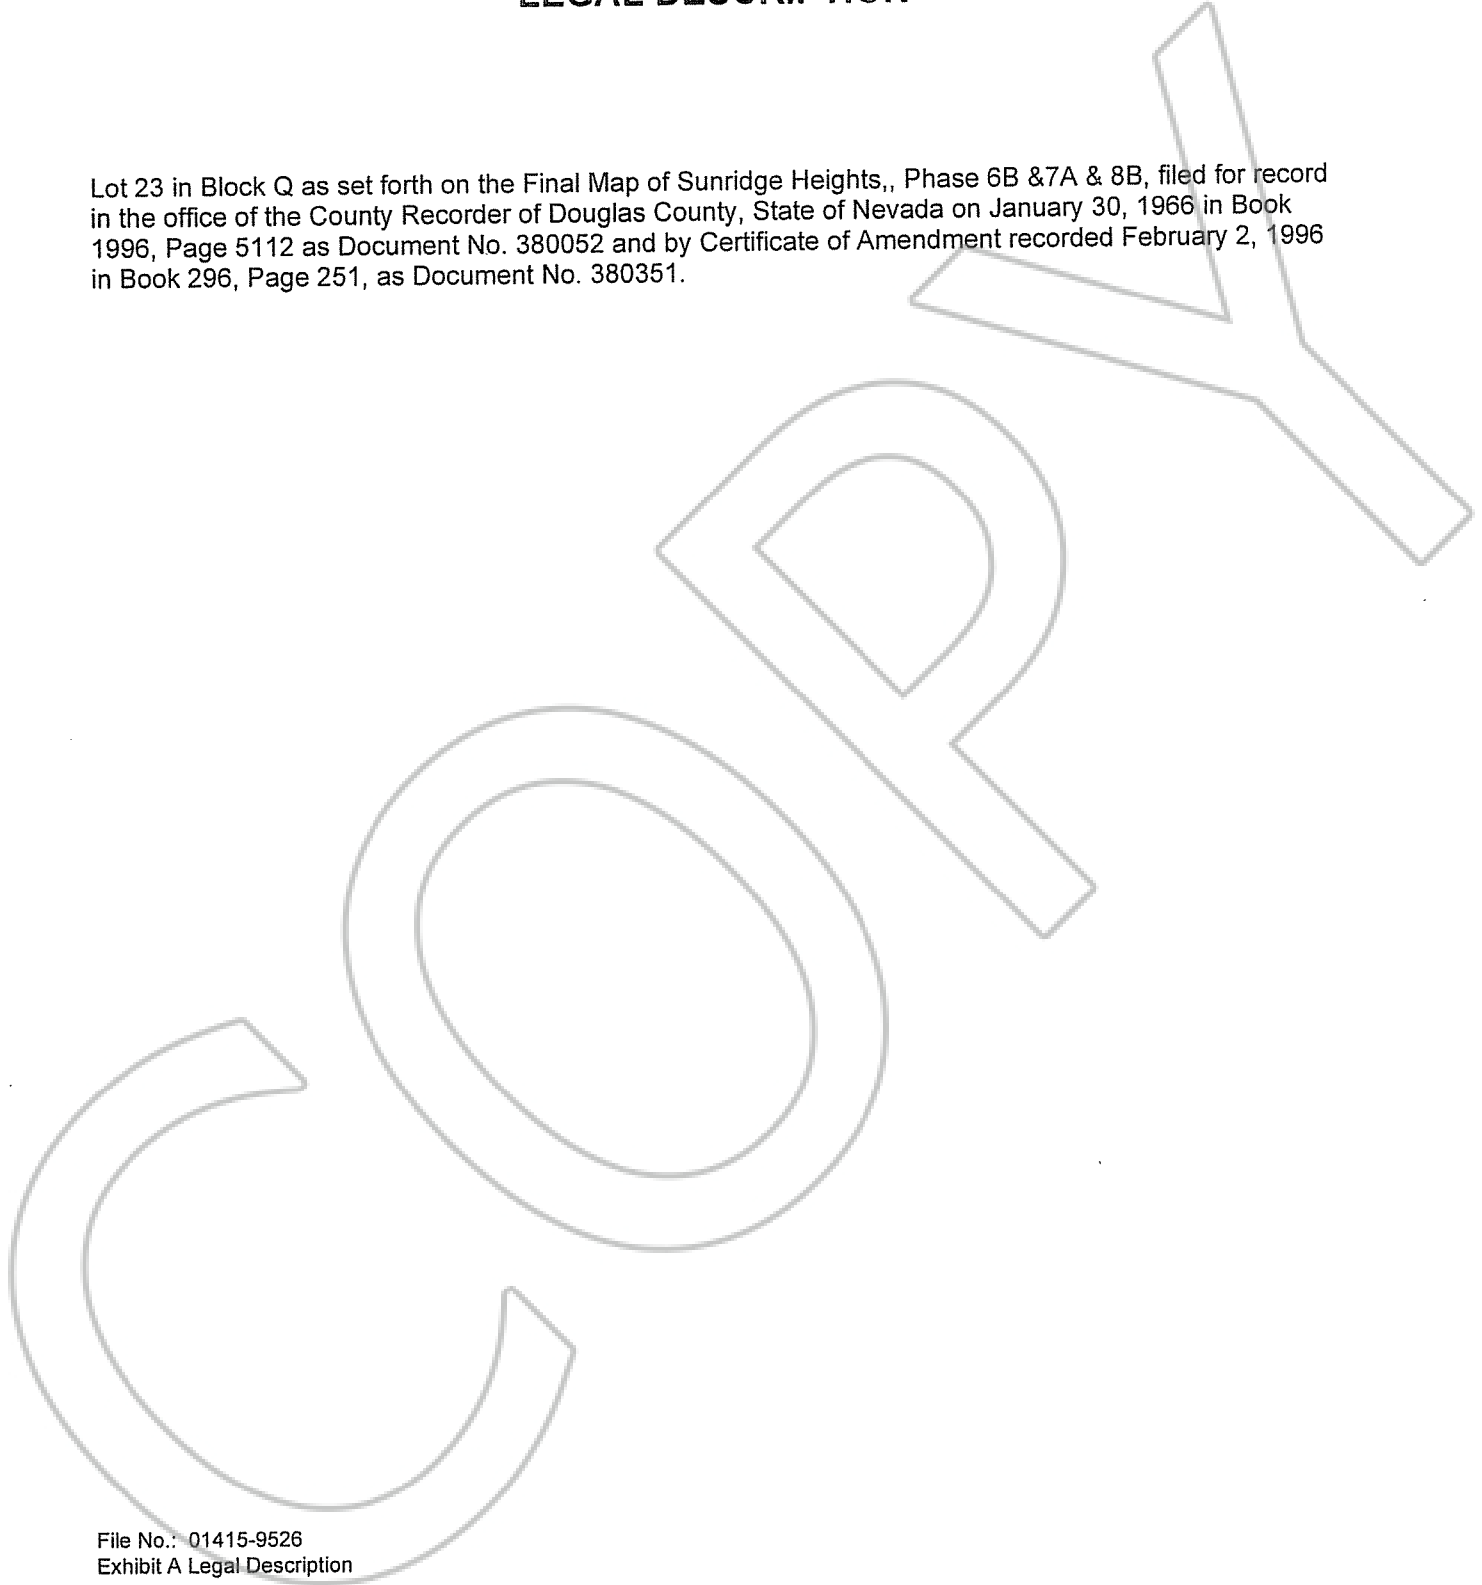 LEGAL DESCRIPTION
Lot 23 in Block Q as set forth on the Final Map of Sunridge Heights,, Phase 6B &7A & 8B, filed for record
in the office of the County Recorder of Douglas County, State of Nevada on January 30, 1966 in Book
1996, Page 5112 as Document No. 380052 and by Certificate of Amendment recorded February 2, 1996
in Book 296, Page 251, as Document No. 380351.
COPY
File No.: 01415-9526
Exhibit A Legal Description